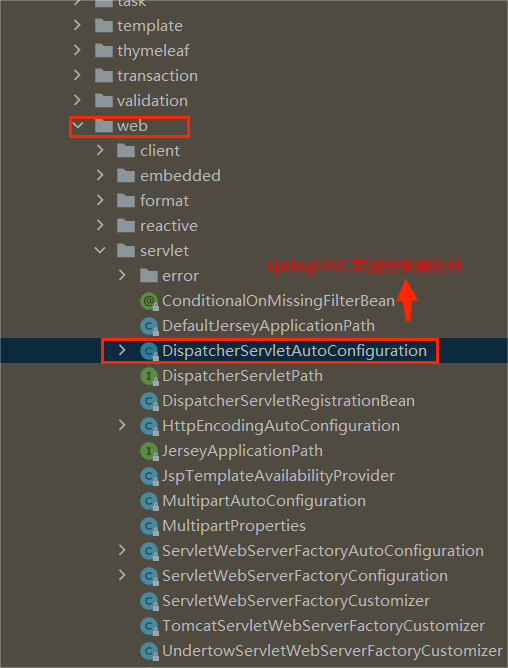 task
template
thymeleaf
transaction
validation
web
client
embedded
format
reactive
servlet
springMVC前端控制器组件
error
@ ConditionalOnMissingFilterBean
C DefaultJerseyApplicationPath
C DispatcherServletAutoConfiguration
I DispatcherServletPath
C DispatcherServletRegistrationBean
C HttpEncodingAutoConfiguration
I JerseyApplicationPath
C JspTemplateAvailabilityProvider
C MultipartAutoConfiguration
C MultipartProperties
C ServletWebServerFactoryAutoConfiguration
C ServletWebServerFactoryConfiguration
C ServletWebServerFactoryCustomizer
C TomcatServletWebServerFactoryCustomizer
C UndertowServletWebServerFactoryCustomizer